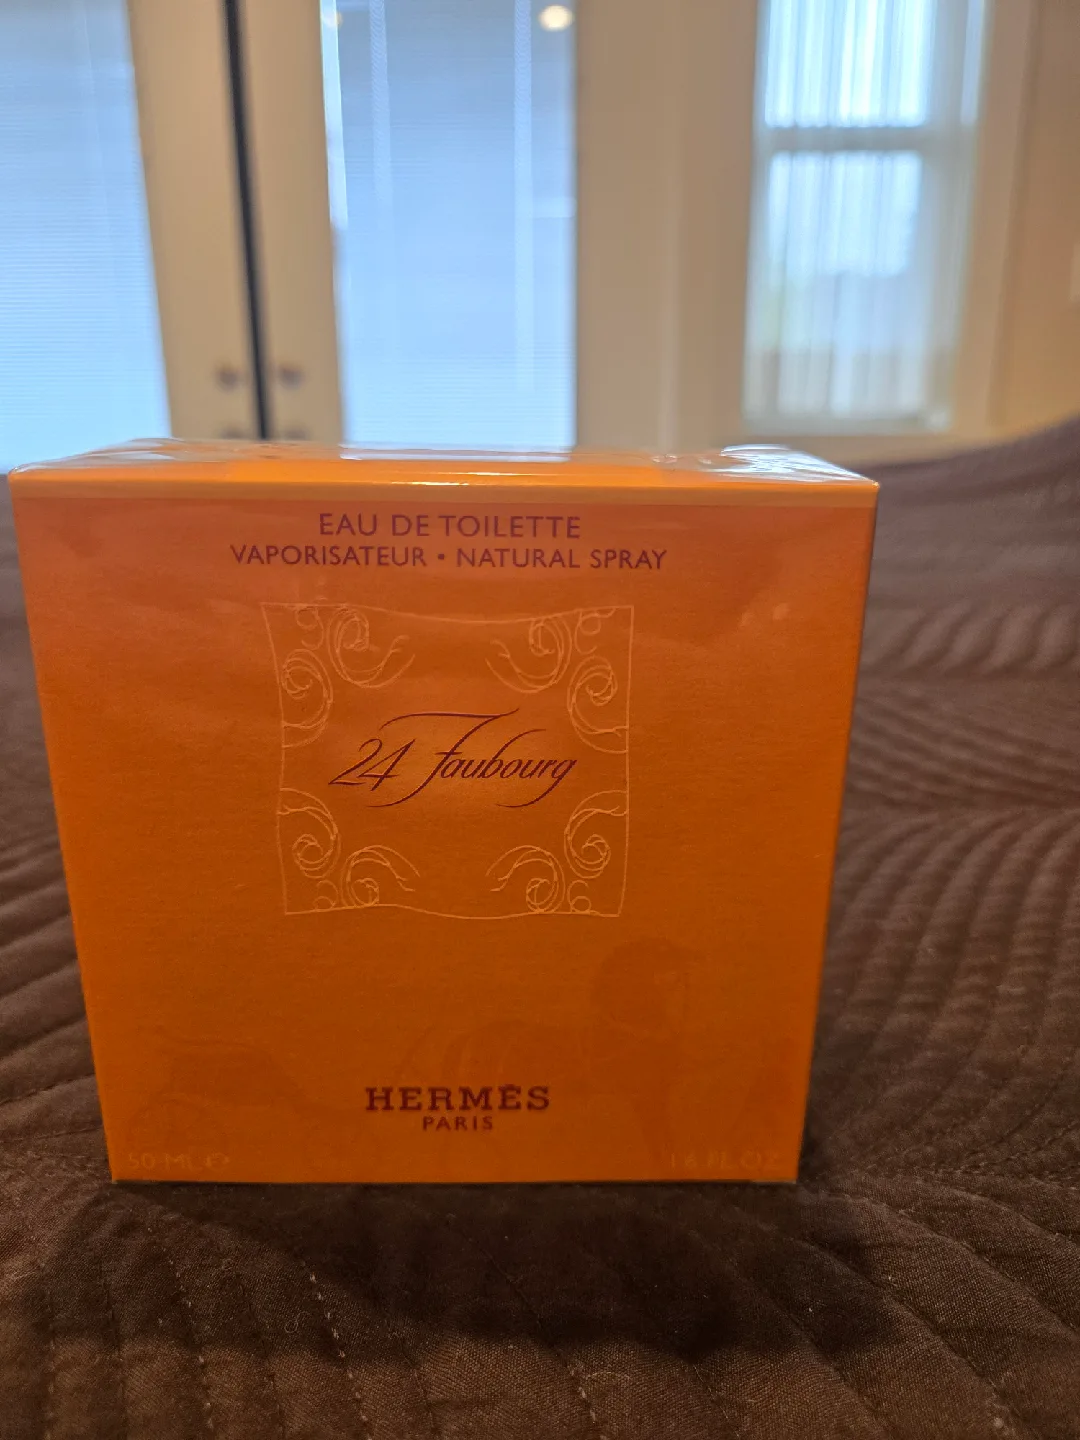 EAU DE TOILETTE
VAPORISATEUR • NATURAL SPRAY
24 Faubourg
HERMÈS
PARIS
50 ML ℮ 1.6 FL.OZ